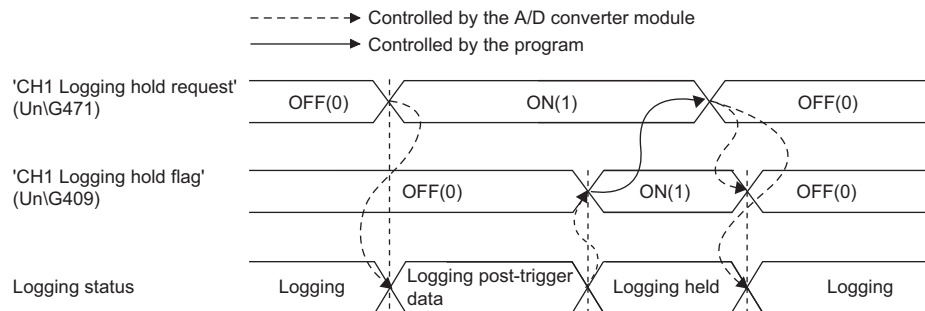 Controlled by the A/D converter module
Controlled by the program
'CH1 Logging hold request'
(Un\G471)
OFF(0)
ON(1)
OFF(0)
'CH1 Logging hold flag'
(Un\G409)
OFF(0)
ON(1)
OFF(0)
Logging status
Logging
Logging post-trigger
data
Logging held
Logging